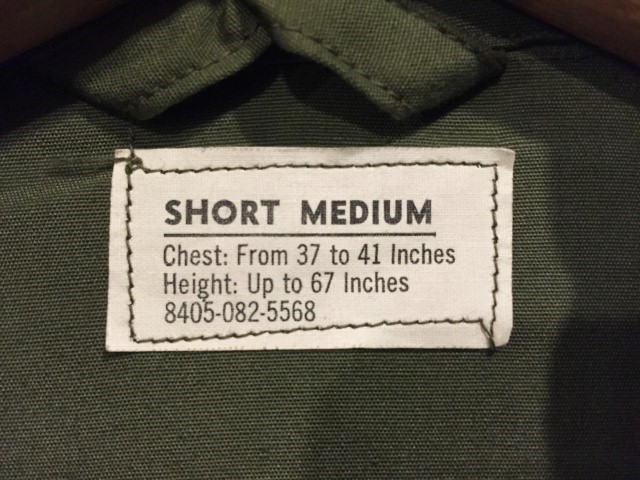 SHORT MEDIUM
Chest: From 37 to 41 Inches
Height: Up to 67 Inches
8405-082-5568